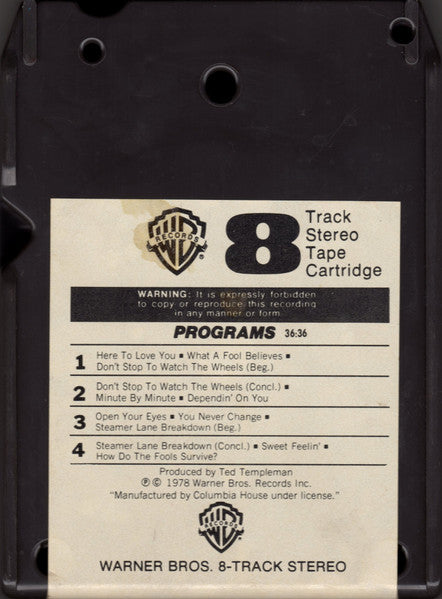 RECORDS
®
8
Track
Stereo
Tape
Cartridge
WARNING: It is expressly forbidden
to copy or reproduce this recording
in any manner or form.
PROGRAMS 36:36
1 Here To Love You ■ What A Fool Believes ■
Don't Stop To Watch The Wheels (Beg.)
2 Don't Stop To Watch The Wheels (Concl.) ■
Minute By Minute ■ Dependin' On You
3 Open Your Eyes ■ You Never Change ■
Steamer Lane Breakdown (Beg.)
4 Steamer Lane Breakdown (Concl.) ■ Sweet Feelin' ■
How Do The Fools Survive?
Produced by Ted Templeman
℗ © 1978 Warner Bros. Records Inc.
"Manufactured by Columbia House under license."
RECORDS
®
WARNER BROS. 8-TRACK STEREO